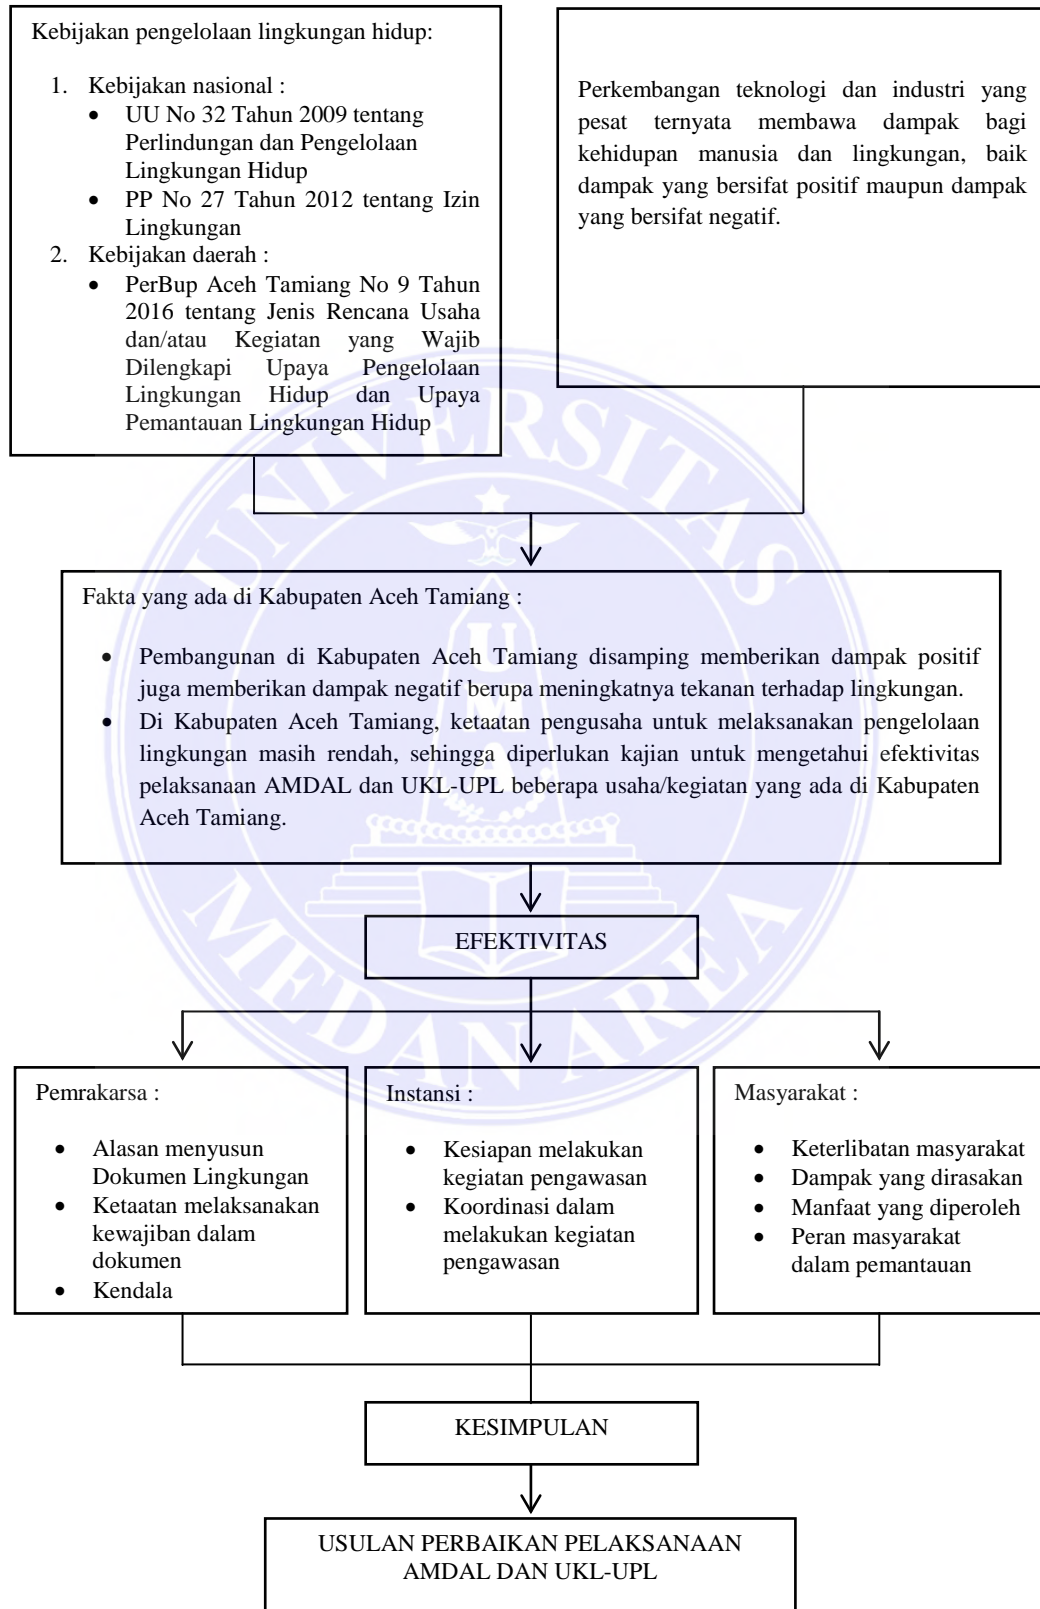 Kebijakan pengelolaan lingkungan hidup:
1. Kebijakan nasional :
• UU No 32 Tahun 2009 tentang
Perlindungan dan Pengelolaan
Lingkungan Hidup
• PP No 27 Tahun 2012 tentang Izin
Lingkungan
2. Kebijakan daerah :
• PerBup Aceh Tamiang No 9 Tahun
2016 tentang Jenis Rencana Usaha
dan/atau Kegiatan yang Wajib
Dilengkapi Upaya Pengelolaan
Lingkungan Hidup dan Upaya
Pemantauan Lingkungan Hidup
Perkembangan teknologi dan industri yang
pesat ternyata membawa dampak bagi
kehidupan manusia dan lingkungan, baik
dampak yang bersifat positif maupun dampak
yang bersifat negatif.
Fakta yang ada di Kabupaten Aceh Tamiang :
• Pembangunan di Kabupaten Aceh Tamiang disamping memberikan dampak positif
juga memberikan dampak negatif berupa meningkatnya tekanan terhadap lingkungan.
• Di Kabupaten Aceh Tamiang, ketaatan pengusaha untuk melaksanakan pengelolaan
lingkungan masih rendah, sehingga diperlukan kajian untuk mengetahui efektivitas
pelaksanaan AMDAL dan UKL-UPL beberapa usaha/kegiatan yang ada di Kabupaten
Aceh Tamiang.
EFEKTIVITAS
Pemrakarsa :
• Alasan menyusun
Dokumen Lingkungan
• Ketaatan melaksanakan
kewajiban dalam
dokumen
• Kendala
Instansi :
• Kesiapan melakukan
kegiatan pengawasan
• Koordinasi dalam
melakukan kegiatan
pengawasan
Masyarakat :
• Keterlibatan masyarakat
• Dampak yang dirasakan
• Manfaat yang diperoleh
• Peran masyarakat
dalam pemantauan
KESIMPULAN
USULAN PERBAIKAN PELAKSANAAN
AMDAL DAN UKL-UPL
UNIVERSITAS
UMA
MEDAN AREA